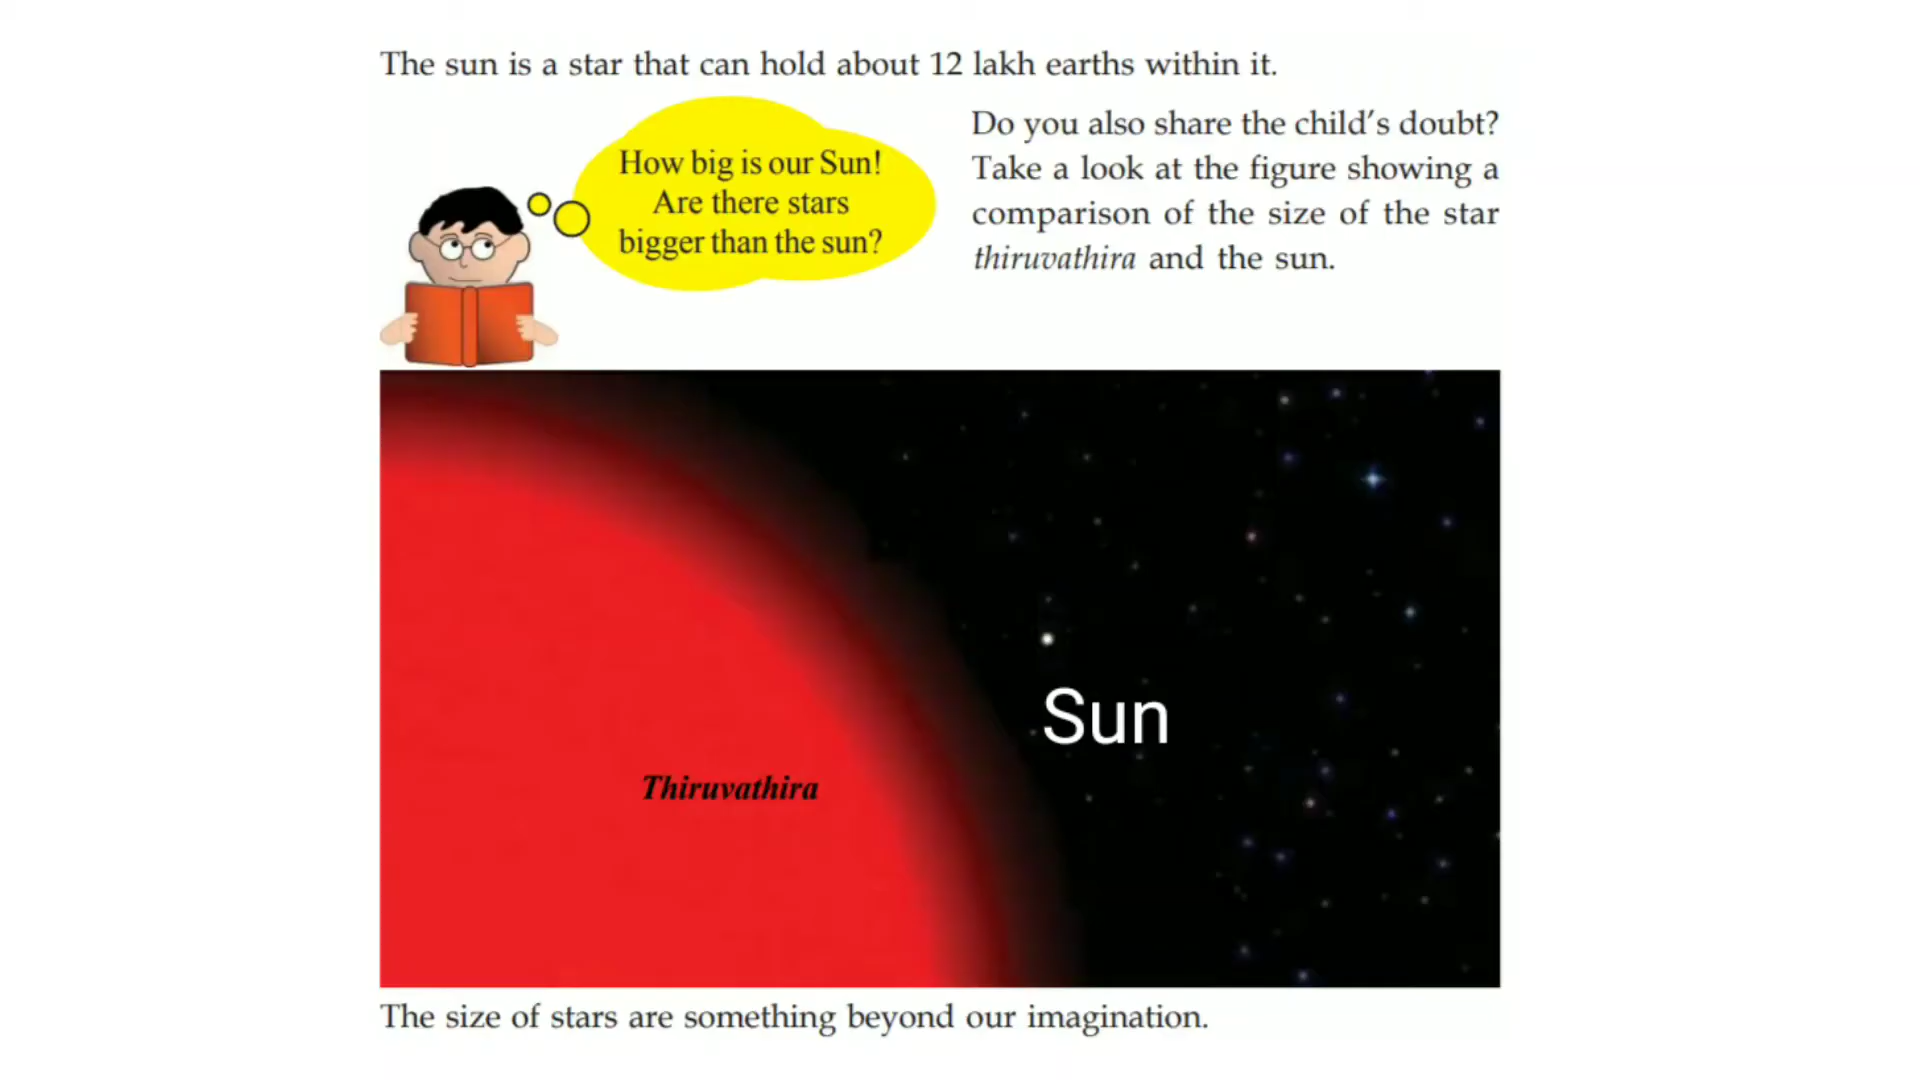 The sun is a star that can hold about 12 lakh earths within it.
How big is our Sun!
Are there stars
bigger than the sun?
Do you also share the child's doubt?
Take a look at the figure showing a
comparison of the size of the star
thiruvathira and the sun.
Sun
Thiruvathira
The size of stars are something beyond our imagination.